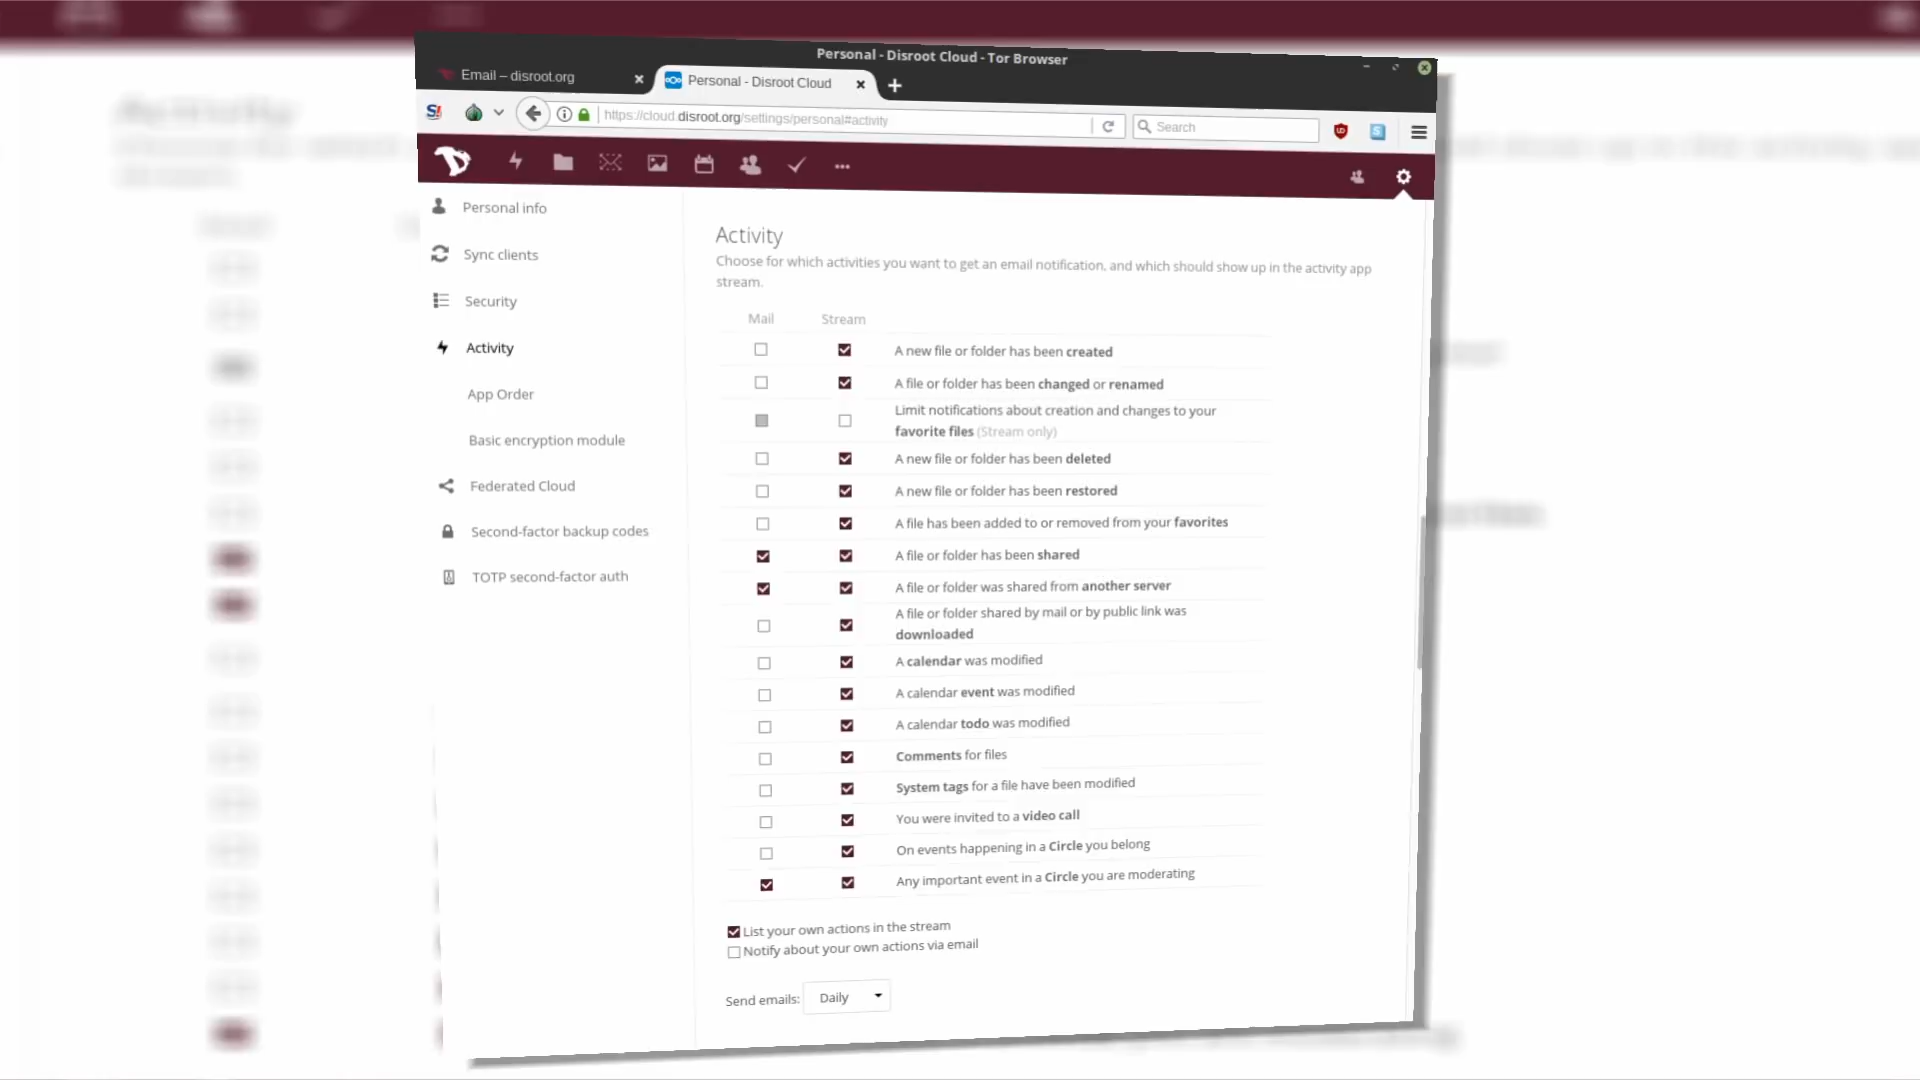 Personal - Disroot Cloud - Tor Browser
Email – disroot.org
Personal - Disroot Cloud
https://cloud.disroot.org/settings/personal#activity
Search
Personal info
Sync clients
Security
Activity
App Order
Basic encryption module
Federated Cloud
Second-factor backup codes
TOTP second-factor auth
Activity
Choose for which activities you want to get an email notification, and which should show up in the activity app
stream.
Mail Stream
A new file or folder has been created
A file or folder has been changed or renamed
Limit notifications about creation and changes to your
favorite files (Stream only)
A new file or folder has been deleted
A new file or folder has been restored
A file has been added to or removed from your favorites
A file or folder has been shared
A file or folder was shared from another server
A file or folder shared by mail or by public link was
downloaded
A calendar was modified
A calendar event was modified
A calendar todo was modified
Comments for files
System tags for a file have been modified
You were invited to a video call
On events happening in a Circle you belong
Any important event in a Circle you are moderating
List your own actions in the stream
Notify about your own actions via email
Send emails: Daily